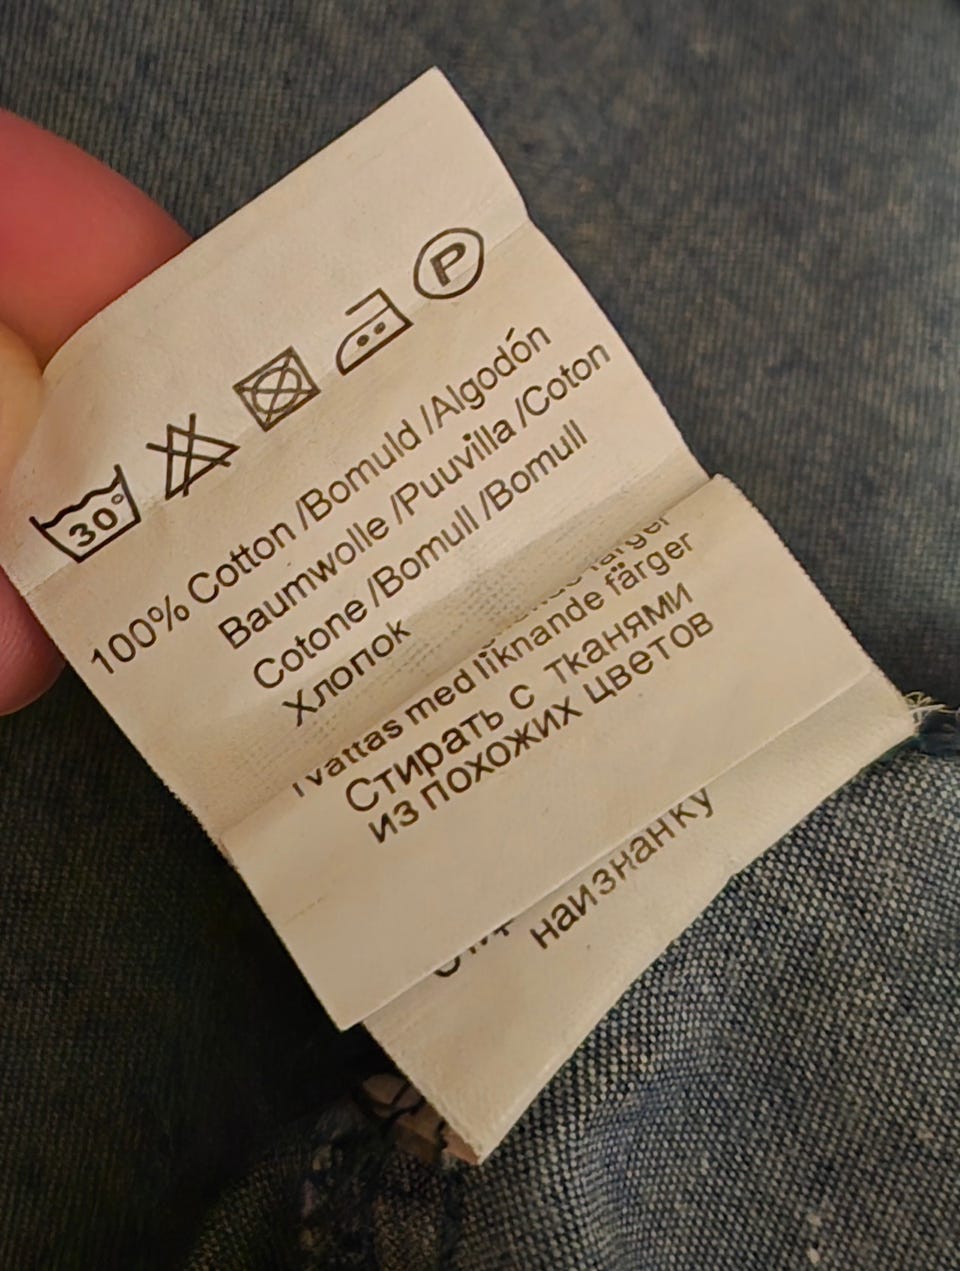 30°
P
100% Cotton /Bomuld /Algodón
Baumwolle /Puuvilla /Coton
Cotone /Bomull /Bomull
Хлопок
färger
Tvättas med liknande färger
Стирать с тканями
из похожих цветов
наизнанку